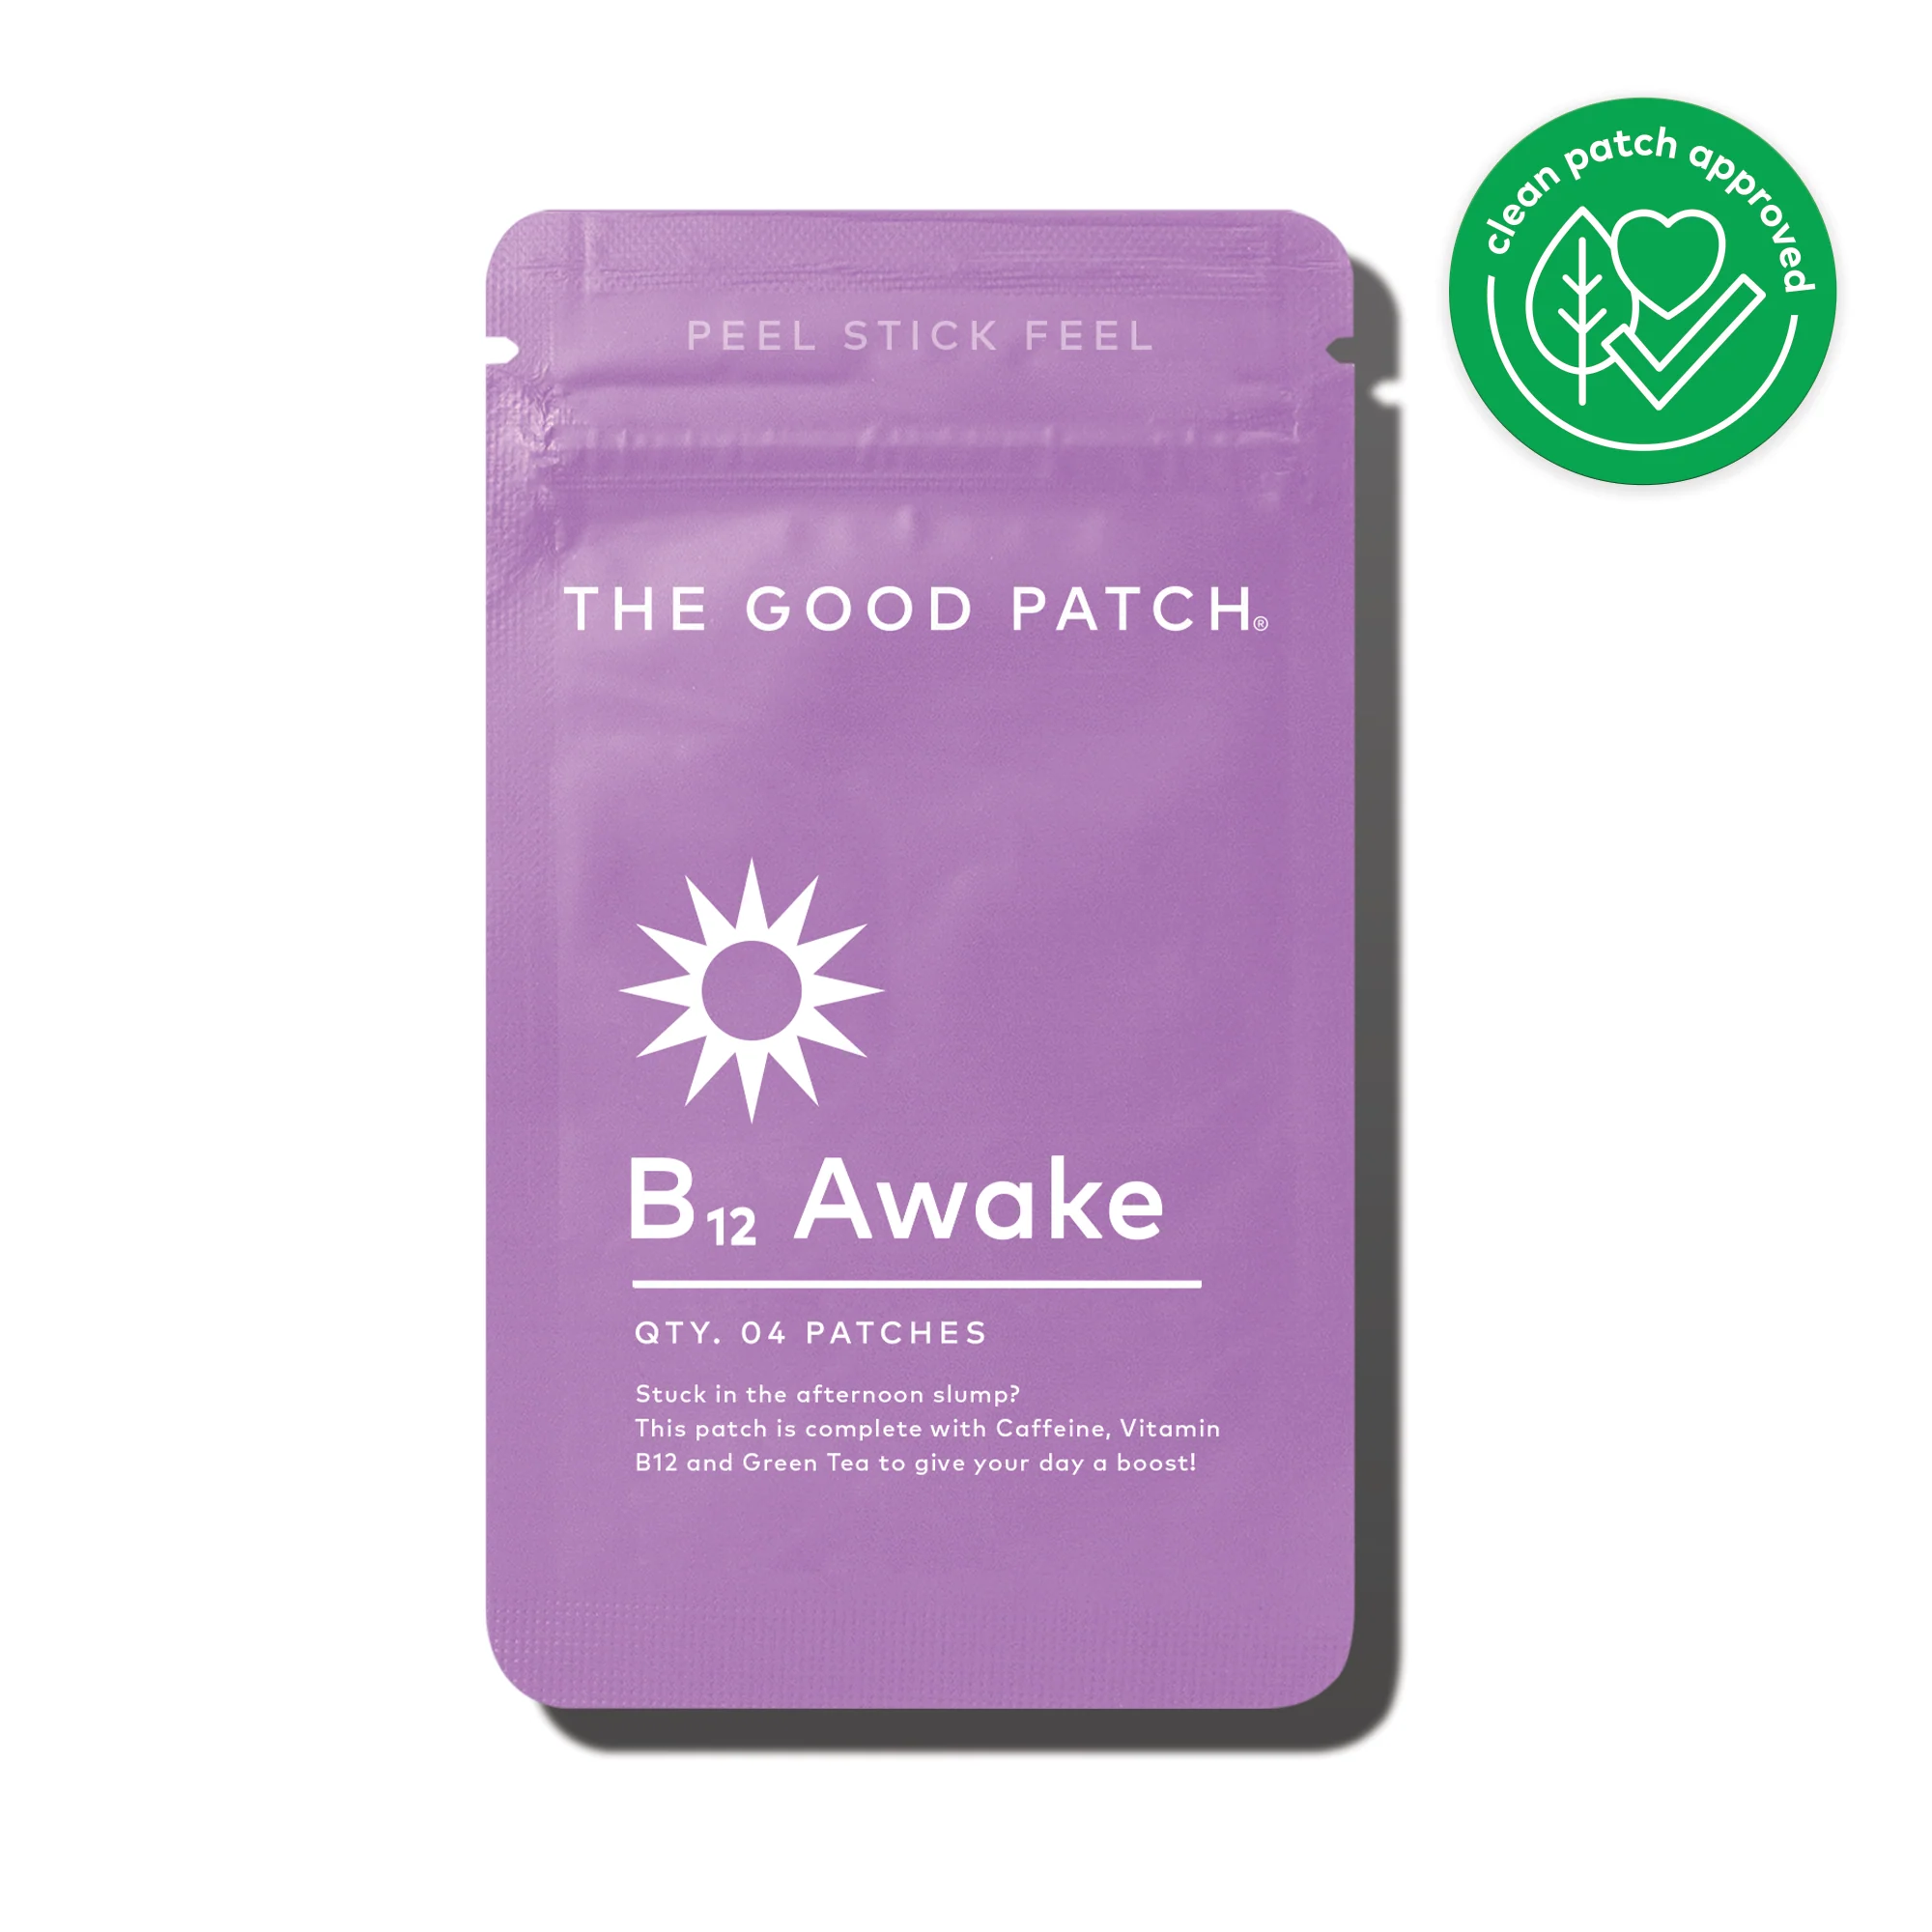 clean patch approved
PEEL STICK FEEL
THE GOOD PATCH®
B12 Awake
QTY. 04 PATCHES
Stuck in the afternoon slump?
This patch is complete with Caffeine, Vitamin
B12 and Green Tea to give your day a boost!